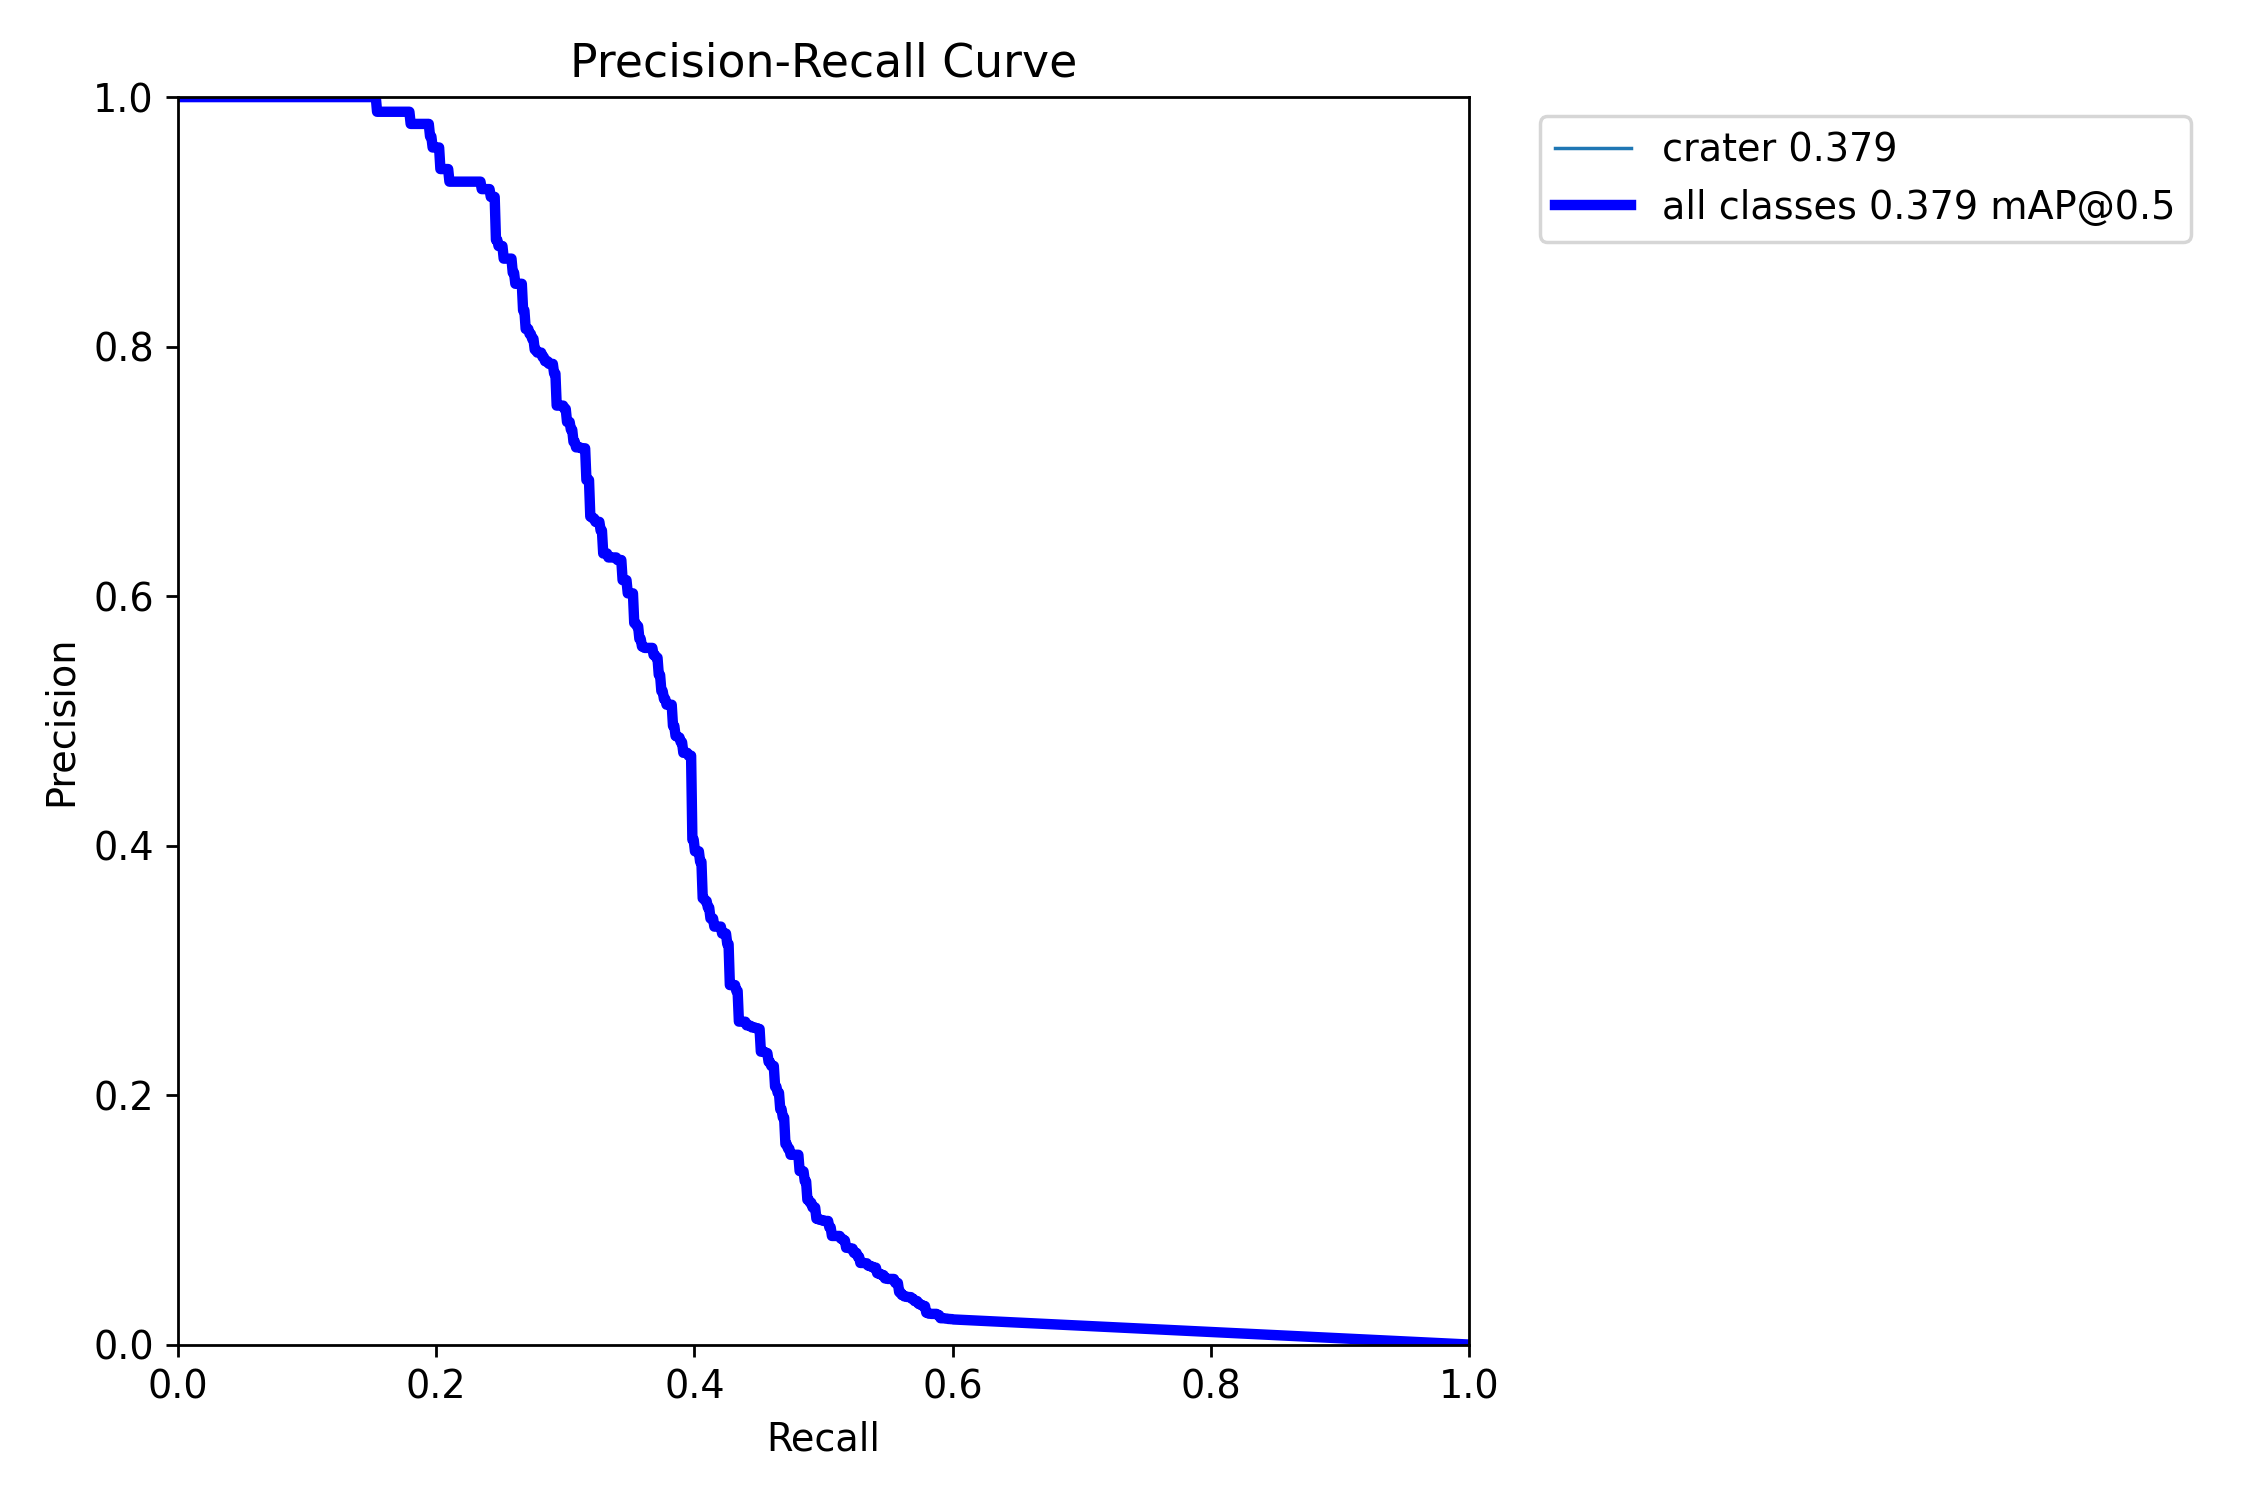 Precision-Recall Curve
1.0
0.8
0.6
0.4
0.2
0.0
Precision
0.0 0.2 0.4 0.6 0.8 1.0
Recall
crater 0.379
all classes 0.379 mAP@0.5